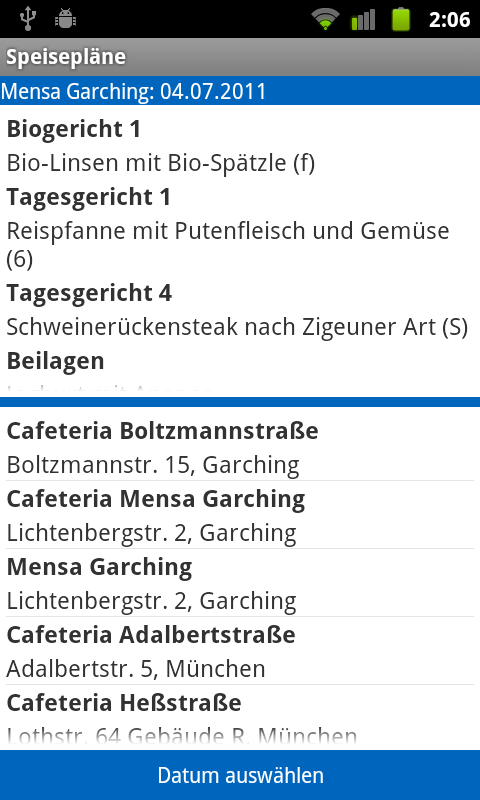 2:06
Speisepläne
Mensa Garching: 04.07.2011
Biogericht 1
Bio-Linsen mit Bio-Spätzle (f)
Tagesgericht 1
Reispfanne mit Putenfleisch und Gemüse
(6)
Tagesgericht 4
Schweinerückensteak nach Zigeuner Art (S)
Beilagen
Cafeteria Boltzmannstraße
Boltzmannstr. 15, Garching
Cafeteria Mensa Garching
Lichtenbergstr. 2, Garching
Mensa Garching
Lichtenbergstr. 2, Garching
Cafeteria Adalbertstraße
Adalbertstr. 5, München
Cafeteria Heßstraße
Lothstr. 64 Gebäude R, München
Datum auswählen